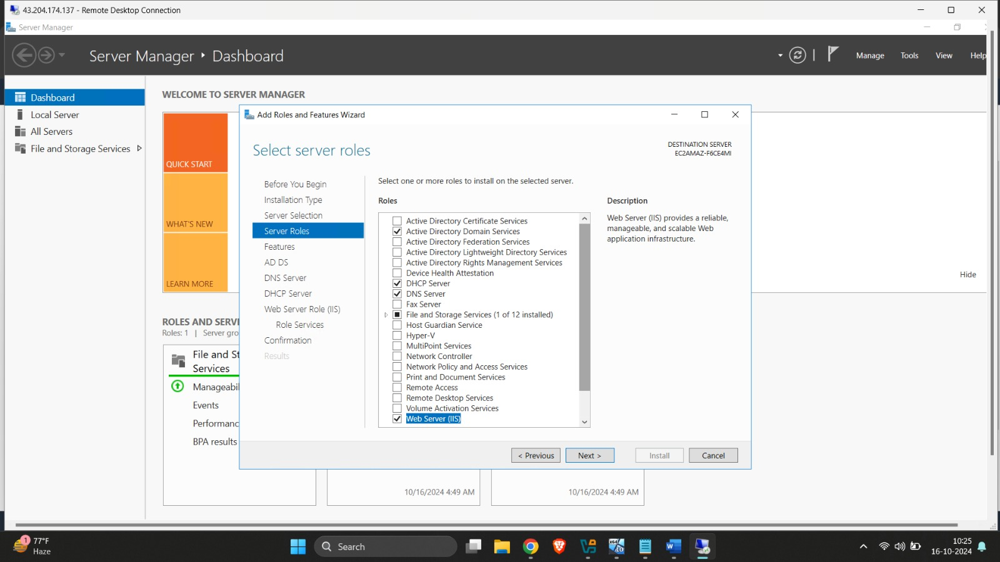 43.204.174.137 - Remote Desktop Connection
Server Manager
Server Manager ‣ Dashboard
Manage Tools View Help
Dashboard
Local Server
All Servers
File and Storage Services
WELCOME TO SERVER MANAGER
QUICK START
WHAT'S NEW
LEARN MORE
Hide
ROLES AND SERV
Roles: 1 | Server gro
File and St
Services
Manageabil
Events
Performanc
BPA results
10/16/2024 4:49 AM
10/16/2024 4:49 AM
Add Roles and Features Wizard
Select server roles
DESTINATION SERVER
EC2AMAZ-F6CE4MI
Before You Begin
Installation Type
Server Selection
Server Roles
Features
AD DS
DNS Server
DHCP Server
Web Server Role (IIS)
Role Services
Confirmation
Results
Select one or more roles to install on the selected server.
Roles
Active Directory Certificate Services
Active Directory Domain Services
Active Directory Federation Services
Active Directory Lightweight Directory Services
Active Directory Rights Management Services
Device Health Attestation
DHCP Server
DNS Server
Fax Server
File and Storage Services (1 of 12 installed)
Host Guardian Service
Hyper-V
MultiPoint Services
Network Controller
Network Policy and Access Services
Print and Document Services
Remote Access
Remote Desktop Services
Volume Activation Services
Web Server (IIS)
Description
Web Server (IIS) provides a reliable,
manageable, and scalable Web
application infrastructure.
< Previous Next > Install Cancel
1
77°F
Haze
Search
x64
10:25
16-10-2024